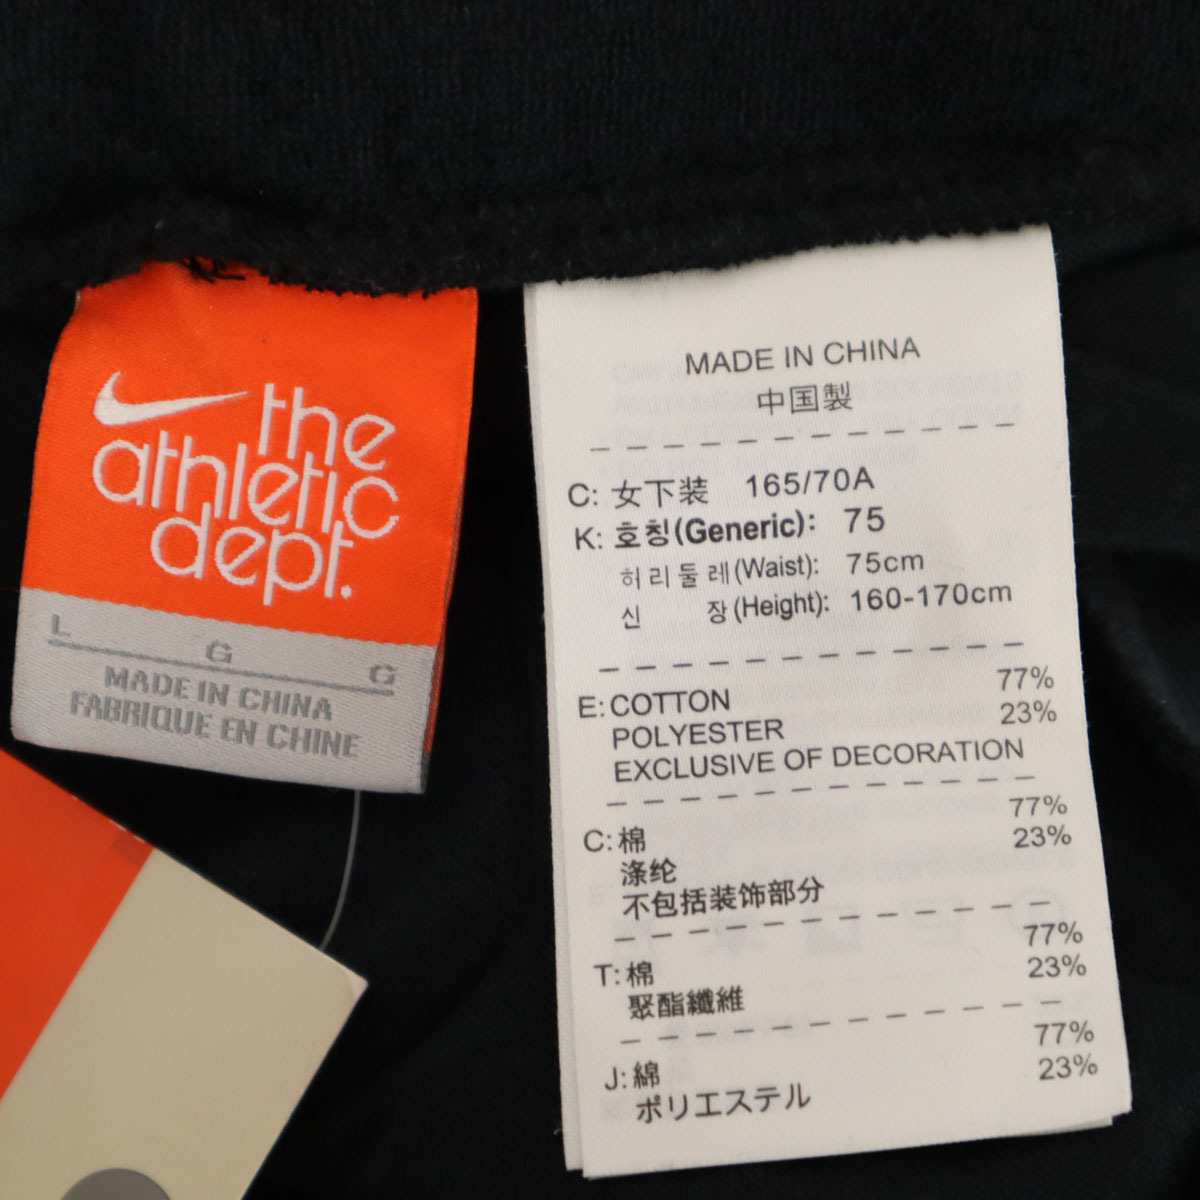 the
athletic
dept.
L
G
G
MADE IN CHINA
FABRIQUE EN CHINE
MADE IN CHINA
中国製
C: 女下装 165/70A
K: 호칭(Generic): 75
허리둘레(Waist): 75cm
신 장(Height): 160-170cm
E: COTTON 77%
POLYESTER 23%
EXCLUSIVE OF DECORATION
C: 棉 77%
涤纶 23%
不包括装饰部分
T: 棉 77%
聚酯纖維 23%
J: 綿 77%
ポリエステル 23%